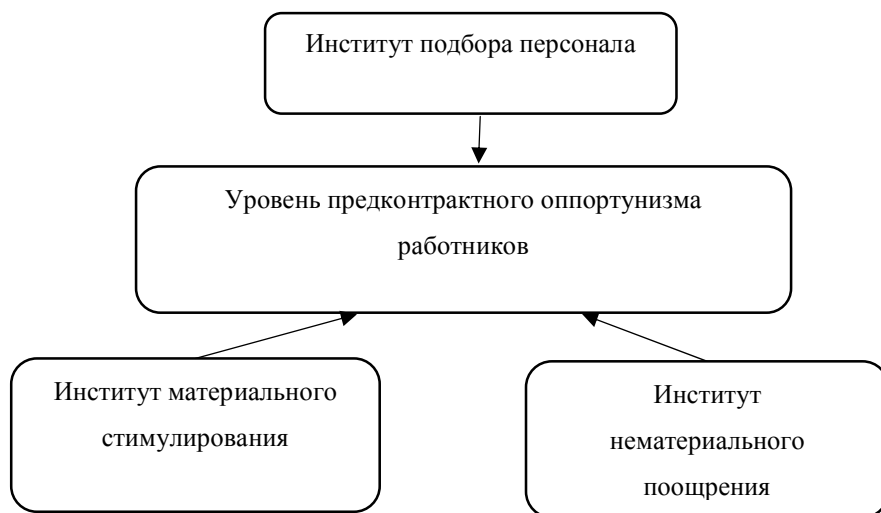 Институт подбора персонала
Уровень предконтрактного оппортунизма
работников
Институт материального
стимулирования
Институт
нематериального
поощрения